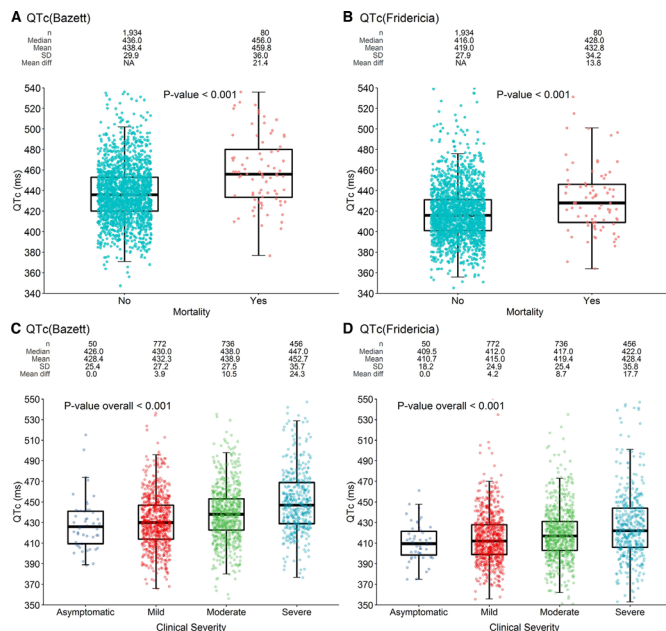 A QTc(Bazett)
n 1,934 80
Median 436.0 456.0
Mean 438.4 459.8
SD 29.9 36.0
Mean diff NA 21.4
P-value < 0.001
540
520
500
480
460
440
420
400
380
360
340
QTc (ms)
No Yes
Mortality
B QTc(Fridericia)
n 1,934 80
Median 416.0 428.0
Mean 419.0 432.8
SD 27.9 34.2
Mean diff NA 13.8
P-value < 0.001
540
520
500
480
460
440
420
400
380
360
340
QTc (ms)
No Yes
Mortality
C QTc(Bazett)
n 50 772 736 456
Median 426.0 430.0 438.0 447.0
Mean 428.4 432.3 438.9 452.7
SD 25.4 27.2 27.5 35.7
Mean diff 0.0 3.9 10.5 24.3
P-value overall < 0.001
550
530
510
490
470
450
430
410
390
370
350
QTc (ms)
Asymptomatic Mild Moderate Severe
Clinical Severity
D QTc(Fridericia)
n 50 772 736 456
Median 409.5 412.0 417.0 422.0
Mean 410.7 415.0 419.4 428.4
SD 18.2 24.9 25.4 35.8
Mean diff 0.0 4.2 8.7 17.7
P-value overall < 0.001
550
530
510
490
470
450
430
410
390
370
350
QTc (ms)
Asymptomatic Mild Moderate Severe
Clinical Severity